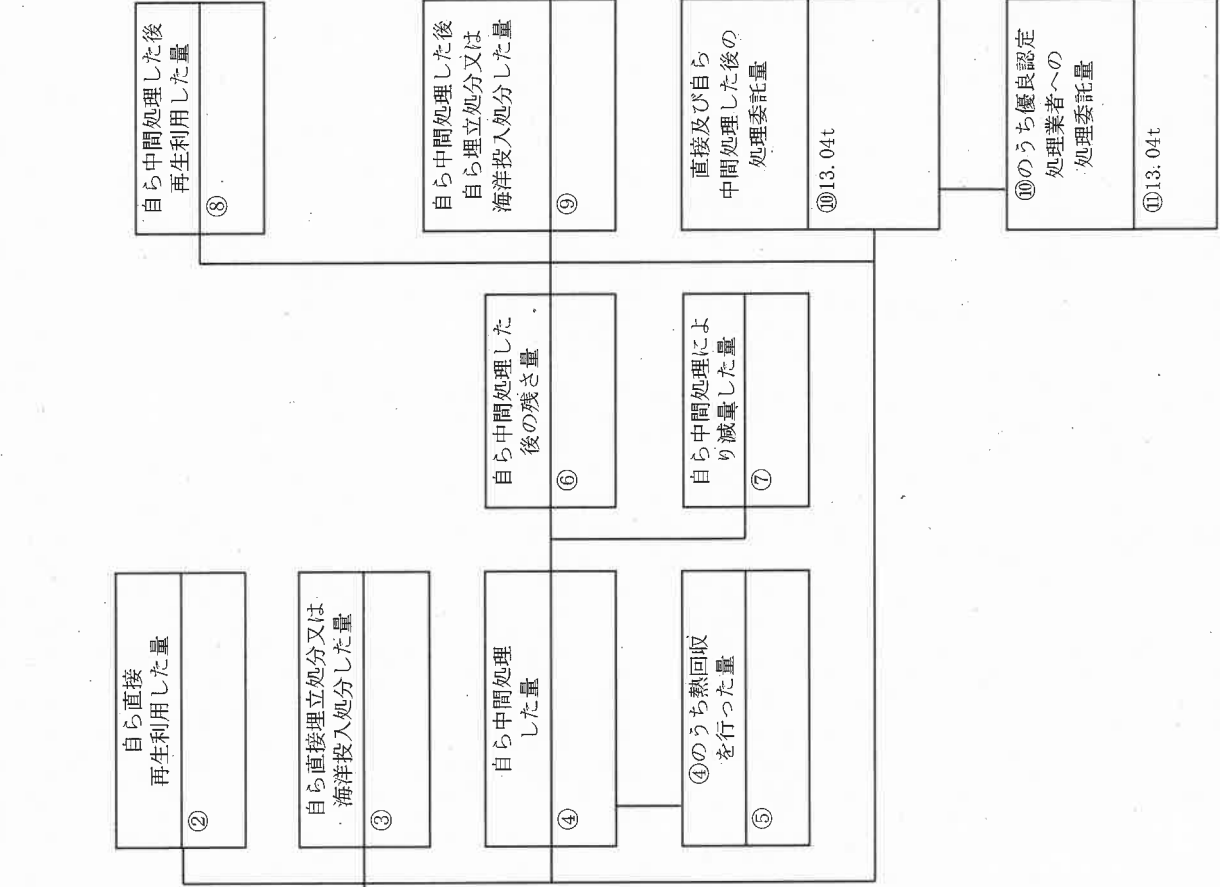 自ら直接
再生利用した量
②
自ら直接埋立処分又は
海洋投入処分した量
③
自ら中間処理
した量
④
④のうち熱回収
を行った量
⑤
自ら中間処理した
後の残さ量
⑥
自ら中間処理によ
り減量した量
⑦
自ら中間処理した後
再生利用した量
⑧
自ら中間処理した後
自ら埋立処分又は
海洋投入処分した量
⑨
直接及び自ら
中間処理した後の
処理委託量
⑩13.04t
⑩のうち優良認定
処理業者への
処理委託量
⑪13.04t